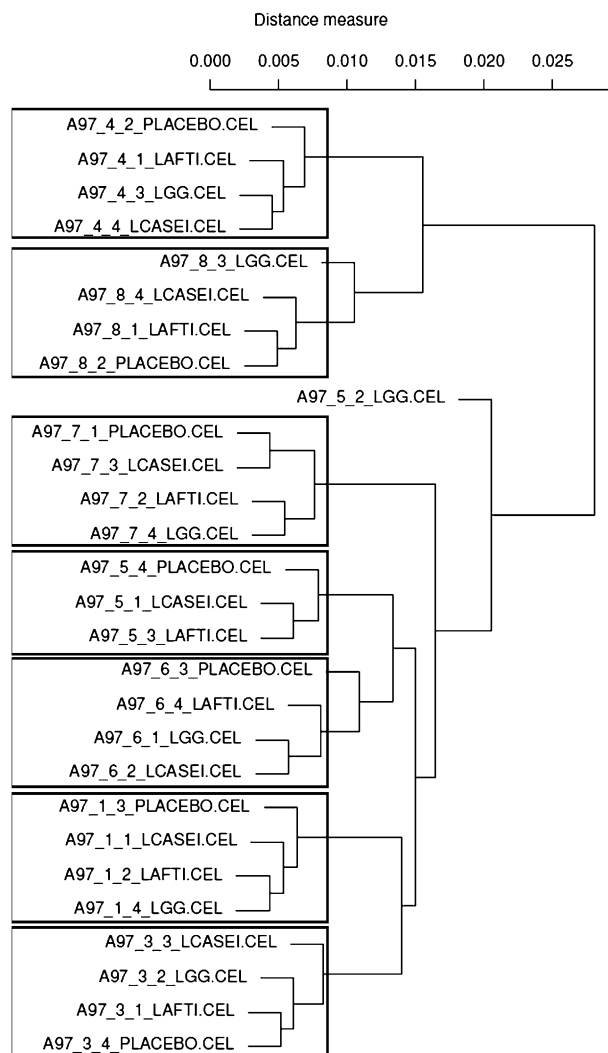 Distance measure
0.000 0.005 0.010 0.015 0.020 0.025
A97_4_2_PLACEBO.CEL
A97_4_1_LAFTI.CEL
A97_4_3_LGG.CEL
A97_4_4_LCASEI.CEL
A97_8_3_LGG.CEL
A97_8_4_LCASEI.CEL
A97_8_1_LAFTI.CEL
A97_8_2_PLACEBO.CEL
A97_5_2_LGG.CEL
A97_7_1_PLACEBO.CEL
A97_7_3_LCASEI.CEL
A97_7_2_LAFTI.CEL
A97_7_4_LGG.CEL
A97_5_4_PLACEBO.CEL
A97_5_1_LCASEI.CEL
A97_5_3_LAFTI.CEL
A97_6_3_PLACEBO.CEL
A97_6_4_LAFTI.CEL
A97_6_1_LGG.CEL
A97_6_2_LCASEI.CEL
A97_1_3_PLACEBO.CEL
A97_1_1_LCASEI.CEL
A97_1_2_LAFTI.CEL
A97_1_4_LGG.CEL
A97_3_3_LCASEI.CEL
A97_3_2_LGG.CEL
A97_3_1_LAFTI.CEL
A97_3_4_PLACEBO.CEL